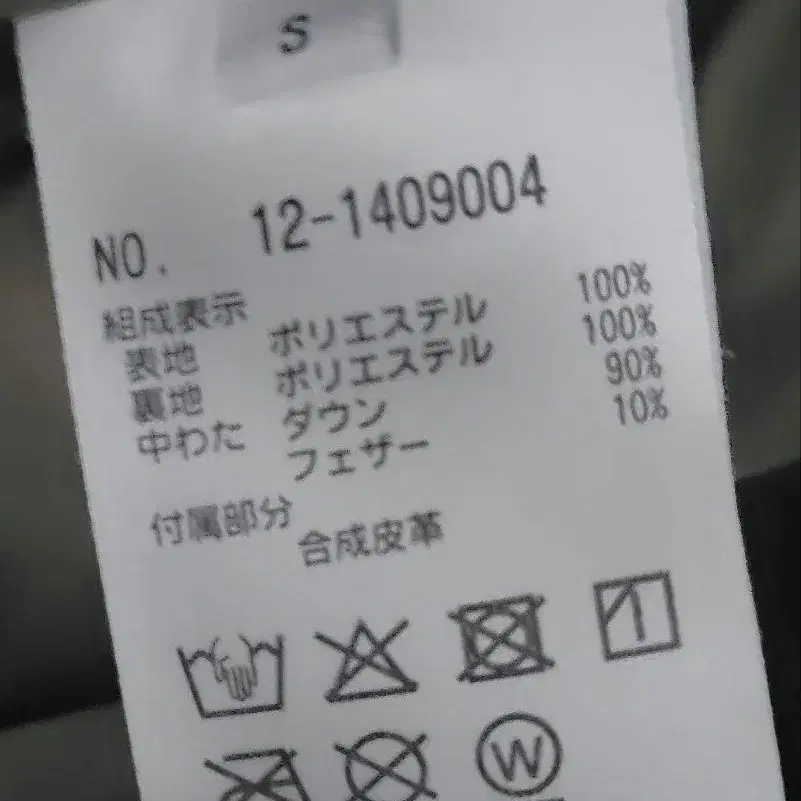 S
NO. 12-1409004
組成表示
表地 ポリエステル 100%
裏地 ポリエステル 100%
中わた ダウン 90%
フェザー 10%
付属部分
合成皮革
W